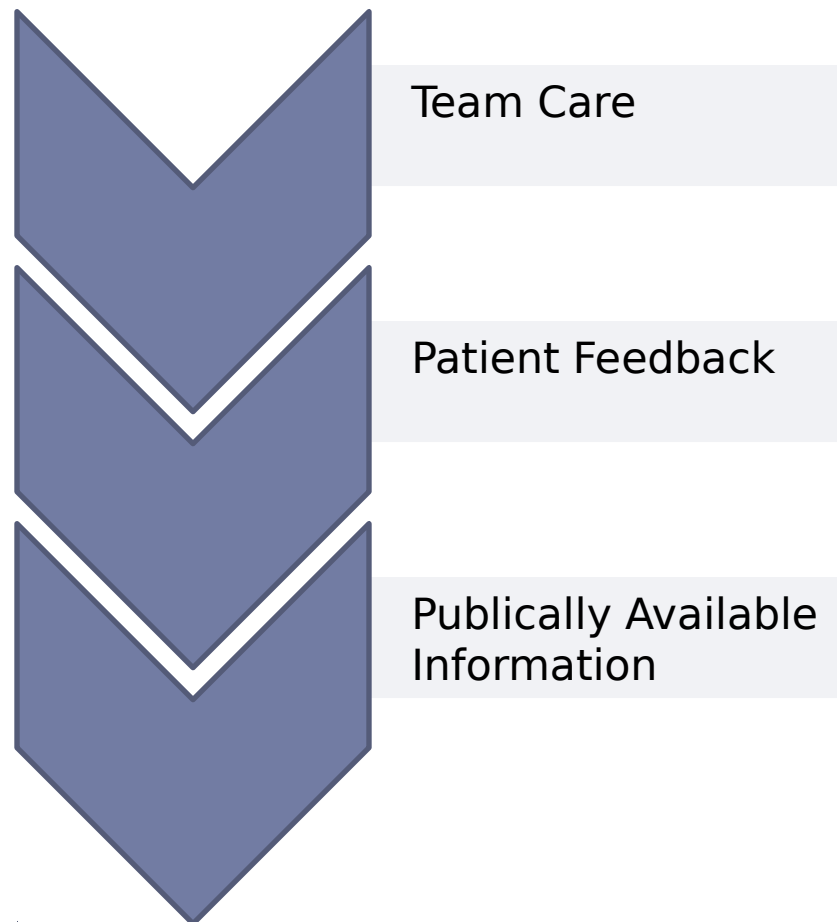 Team Care
Patient Feedback
Publically Available
Information